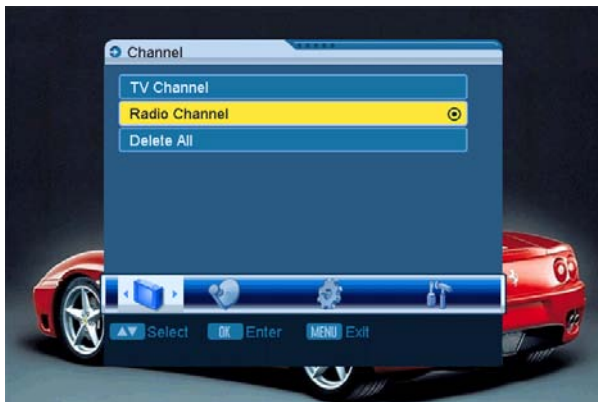 Channel
TV Channel
Radio Channel
Delete All
Select OK Enter MENU Exit